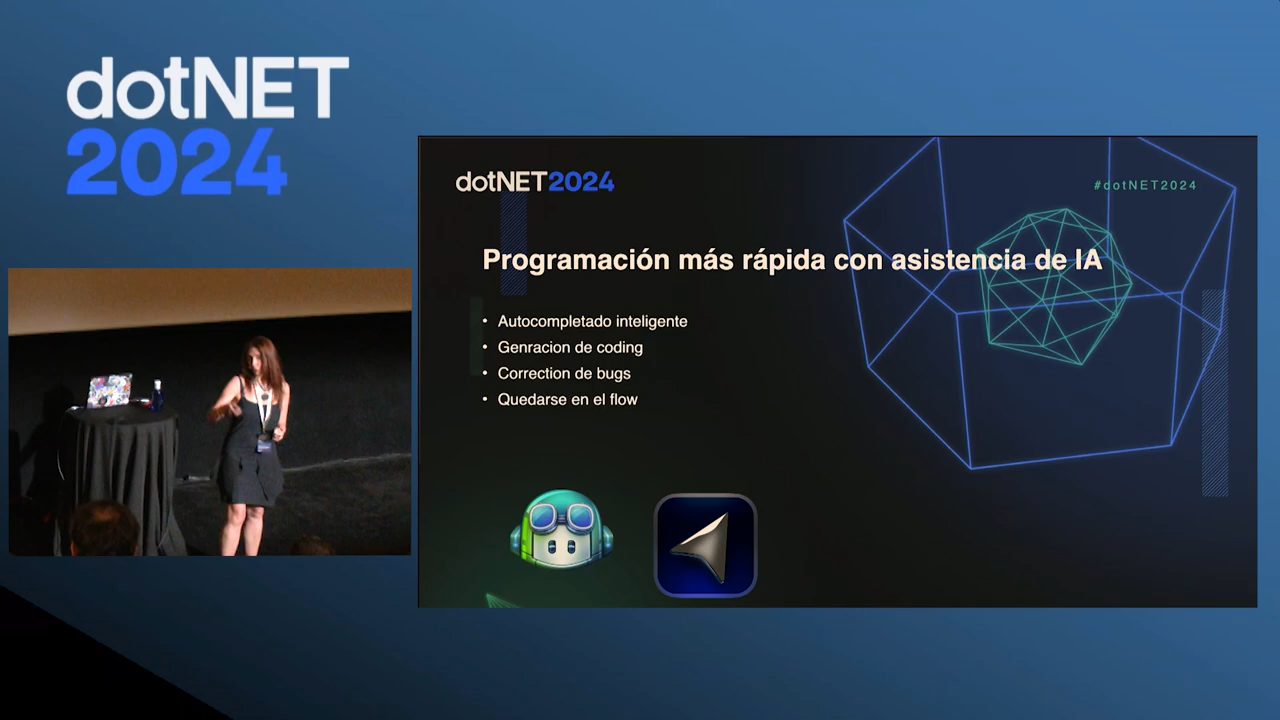 dotNET
2024
dotNET2024
#dotNET2024
Programación más rápida con asistencia de IA
• Autocompletado inteligente
• Genracion de coding
• Correction de bugs
• Quedarse en el flow